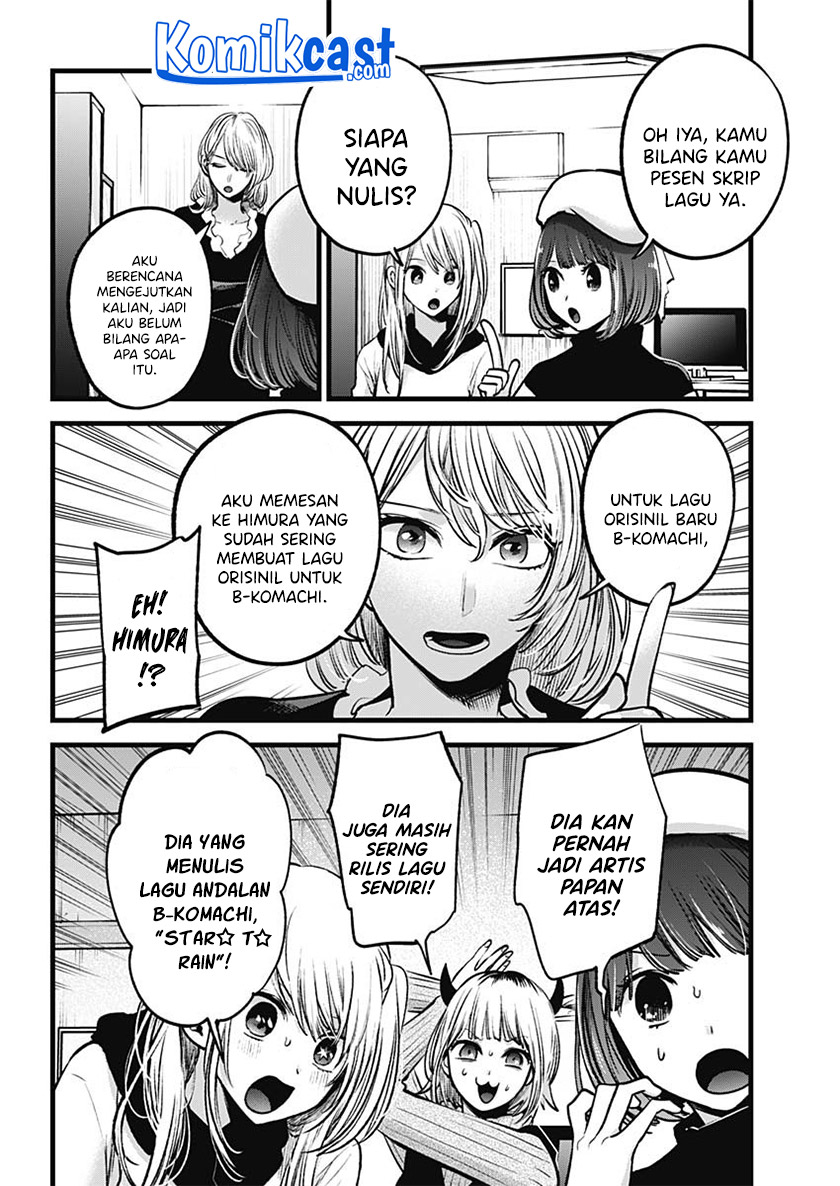 Komikcast
.com
OH IYA, KAMU
BILANG KAMU
PESEN SKRIP
LAGU YA.
SIAPA
YANG
NULIS?
AKU
BERENCANA
MENGEJUTKAN
KALIAN, JADI
AKU BELUM
BILANG APA-
APA SOAL
ITU.
UNTUK LAGU
ORISINIL BARU
B-KOMACHI,
AKU MEMESAN
KE HIMURA YANG
SUDAH SERING
MEMBUAT LAGU
ORISINIL UNTUK
B-KOMACHI.
EH!
HIMURA
!?
DIA KAN
PERNAH
JADI ARTIS
PAPAN
ATAS!
DIA
JUGA MASIH
SERING
RILIS LAGU
SENDIRI!
DIA YANG
MENULIS
LAGU ANDALAN
B-KOMACHI,
"STAR☆ T☆
RAIN"!